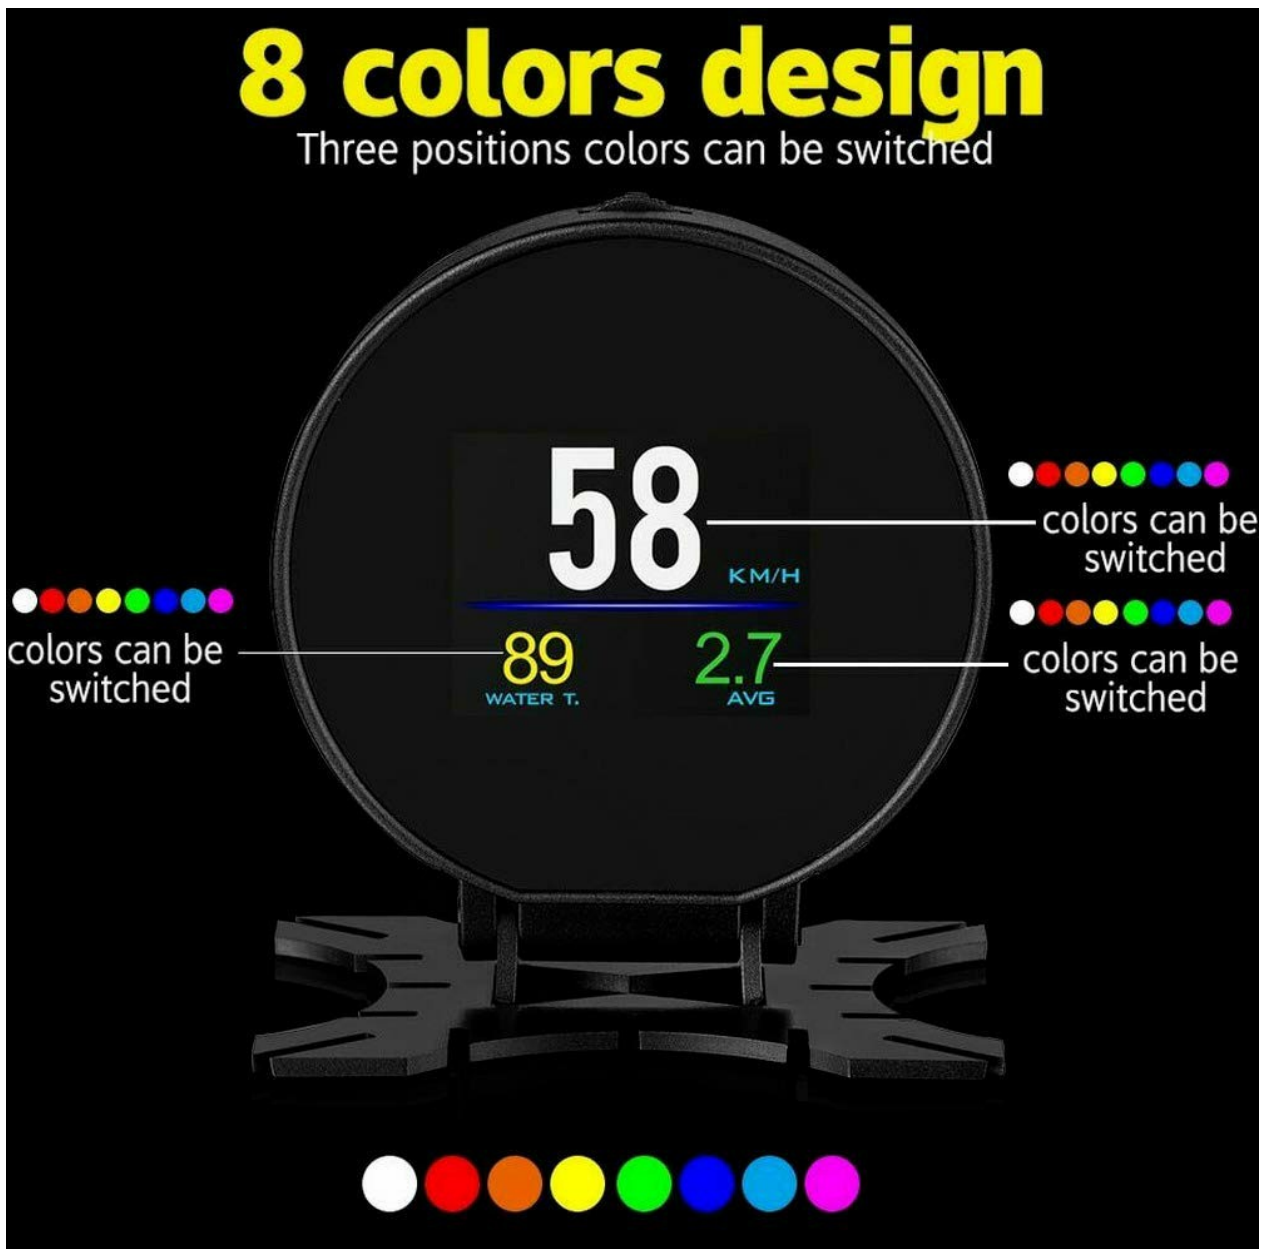 8 colors design
Three positions colors can be switched
58
KM/H
colors can be
switched
89
WATER T.
2.7
AVG
colors can be
switched
colors can be
switched